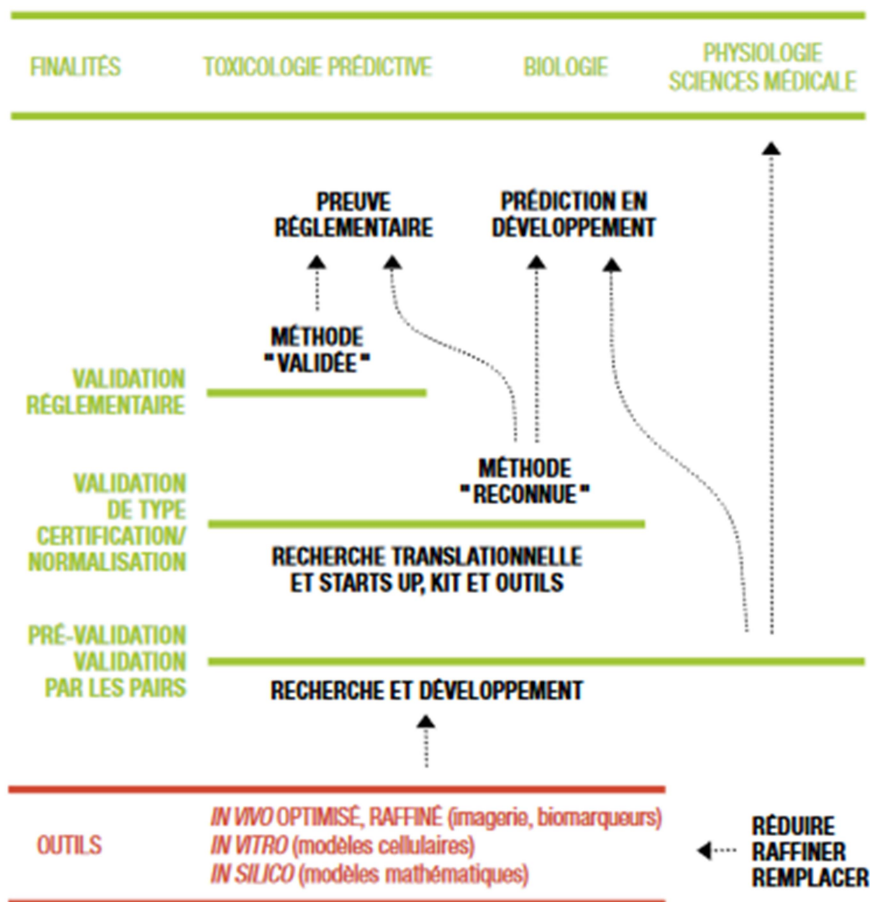 FINALITÉS
TOXICOLOGIE PRÉDICTIVE
BIOLOGIE
PHYSIOLOGIE
SCIENCES MÉDICALE
PREUVE
RÉGLEMENTAIRE
PRÉDICTION EN
DÉVELOPPEMENT
MÉTHODE
"VALIDÉE"
VALIDATION
RÉGLEMENTAIRE
MÉTHODE
"RECONNUE"
VALIDATION
DE TYPE
CERTIFICATION/
NORMALISATION
RECHERCHE TRANSLATIONNELLE
ET STARTS UP, KIT ET OUTILS
PRÉ-VALIDATION
VALIDATION
PAR LES PAIRS
RECHERCHE ET DÉVELOPPEMENT
OUTILS
IN VIVO OPTIMISÉ, RAFFINÉ (imagerie, biomarqueurs)
IN VITRO (modèles cellulaires)
IN SILICO (modèles mathématiques)
RÉDUIRE
RAFFINER
REMPLACER